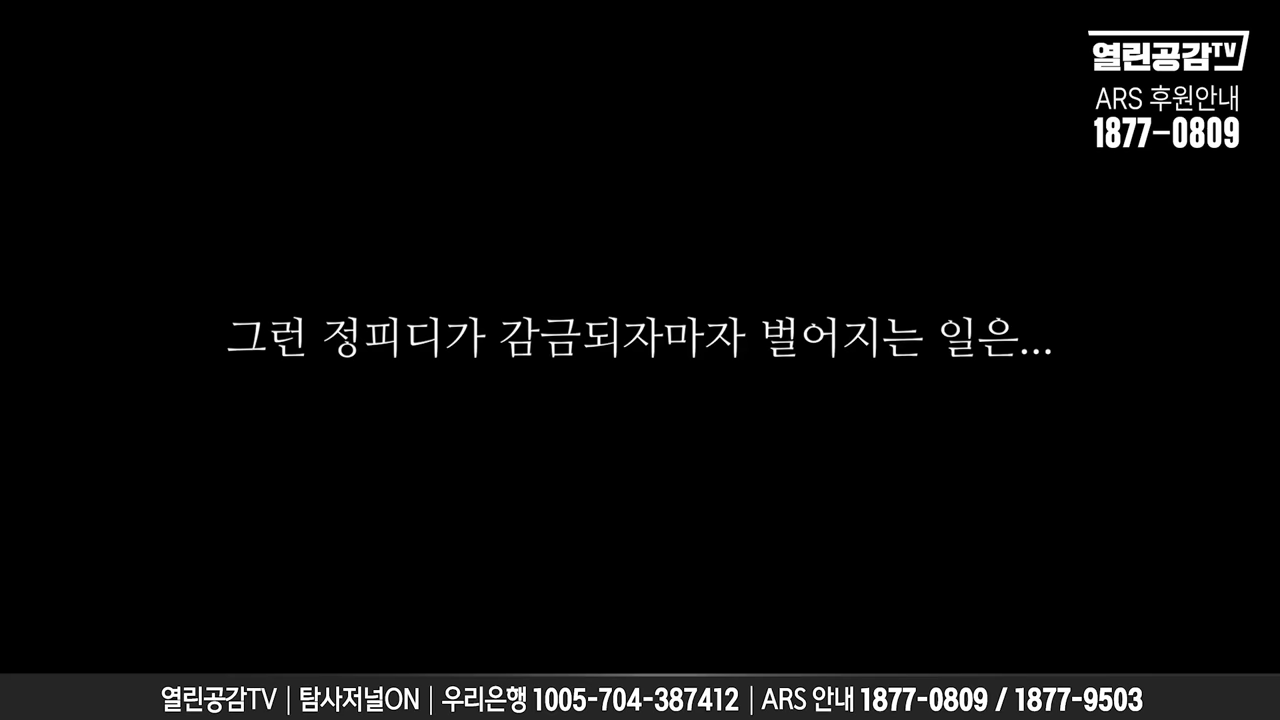 열린공감TV
ARS 후원안내
1877-0809
그런 정피디가 감금되자마자 벌어지는 일은...
열린공감TV | 탐사저널ON | 우리은행 1005-704-387412 | ARS 안내 1877-0809 / 1877-9503